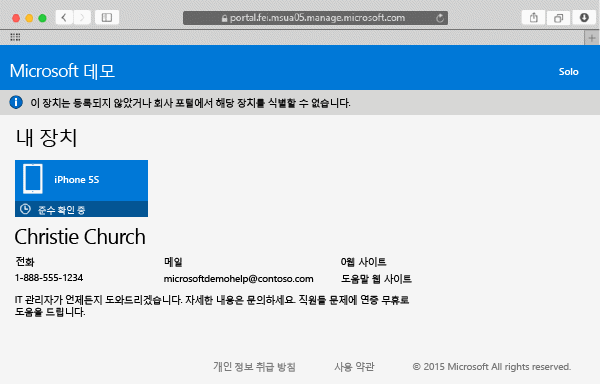 portal.fei.msua05.manage.microsoft.com
Microsoft 데모
Solo
이 장치는 등록되지 않았거나 회사 포털에서 해당 장치를 식별할 수 없습니다.
내 장치
iPhone 5S
준수 확인 중
Christie Church
전화 메일 0웹 사이트
1-888-555-1234 microsoftdemohelp@contoso.com 도움말 웹 사이트
IT 관리자가 언제든지 도와드리겠습니다. 자세한 내용은 문의하세요. 직원들 문제에 연중 무휴로
도움을 드립니다.
개인 정보 취급 방침 사용 약관 © 2015 Microsoft All rights reserved.